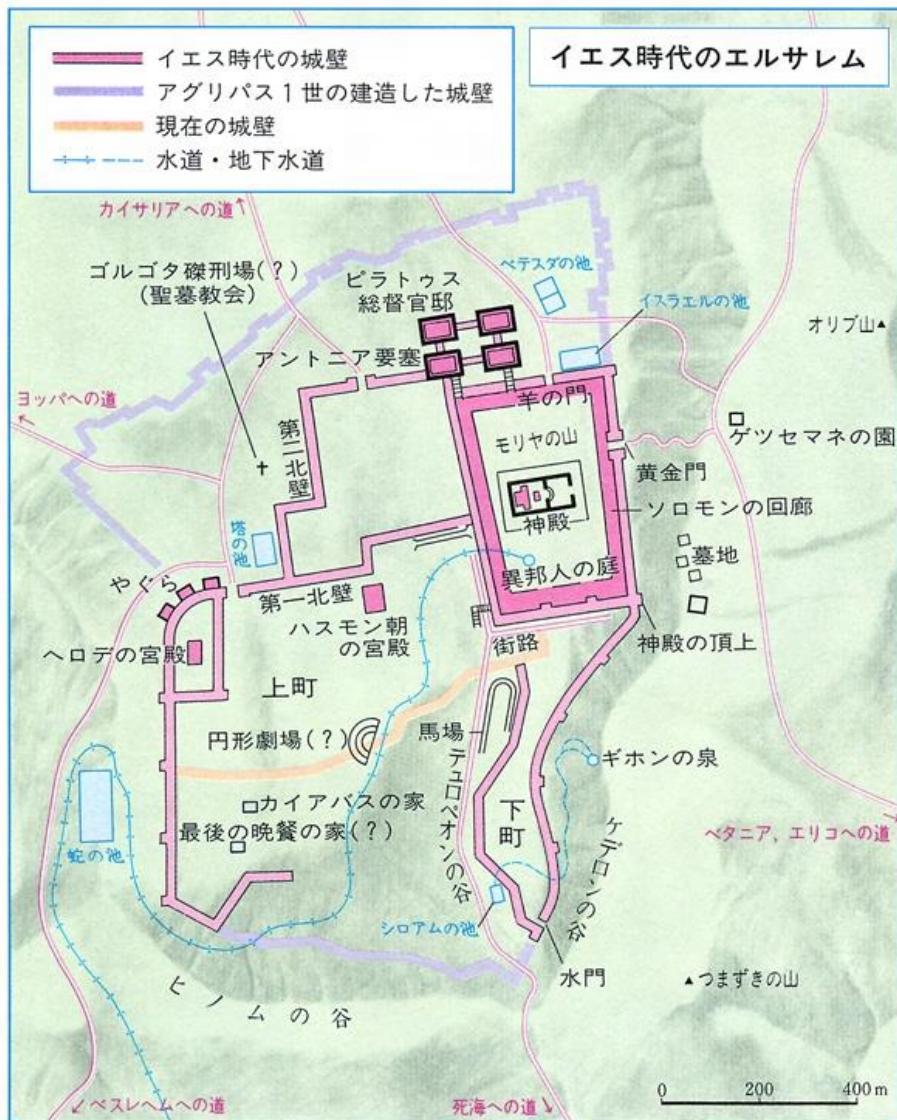 イエス時代の城壁
アグリパス1世の建造した城壁
現在の城壁
水道・地下水道
イエス時代のエルサレム
カイサリアへの道
ゴルゴタ磔刑場(?)
(聖墓教会)
ピラトゥス
総督官邸
ベテスダの池
イスラエルの池
オリブ山▲
アントニア要塞
ヨッパへの道
羊の門
第二北壁
モリヤの山
ゲツセマネの園
黄金門
ソロモンの回廊
神殿
塔の池
墓地
異邦人の庭
やぐら
第一北壁
ハスモン朝
の宮殿
街路
神殿の頂上
ヘロデの宮殿
上町
円形劇場(?)
馬場
テュロペオンの谷
ギホンの泉
カイアバスの家
下町
最後の晩餐の家(?)
蛇の池
ケデロンの谷
ベタニア、エリコへの道
シロアムの池
水門
▲つまずきの山
ヒノムの谷
ベスレヘムへの道
死海への道
0 200 400m